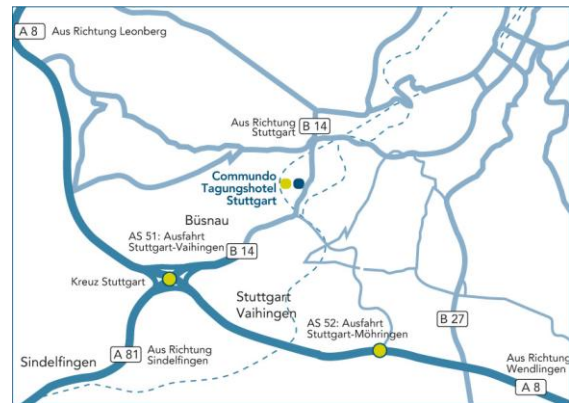 A 8
Aus Richtung Leonberg
Aus Richtung
Stuttgart
B 14
Commundo
Tagungshotel
Stuttgart
Büsnau
AS 51: Ausfahrt
Stuttgart-Vaihingen
B 14
Kreuz Stuttgart
Stuttgart
Vaihingen
AS 52: Ausfahrt
Stuttgart-Möhringen
B 27
Sindelfingen
A 81
Aus Richtung
Sindelfingen
Aus Richtung
Wendlingen
A 8